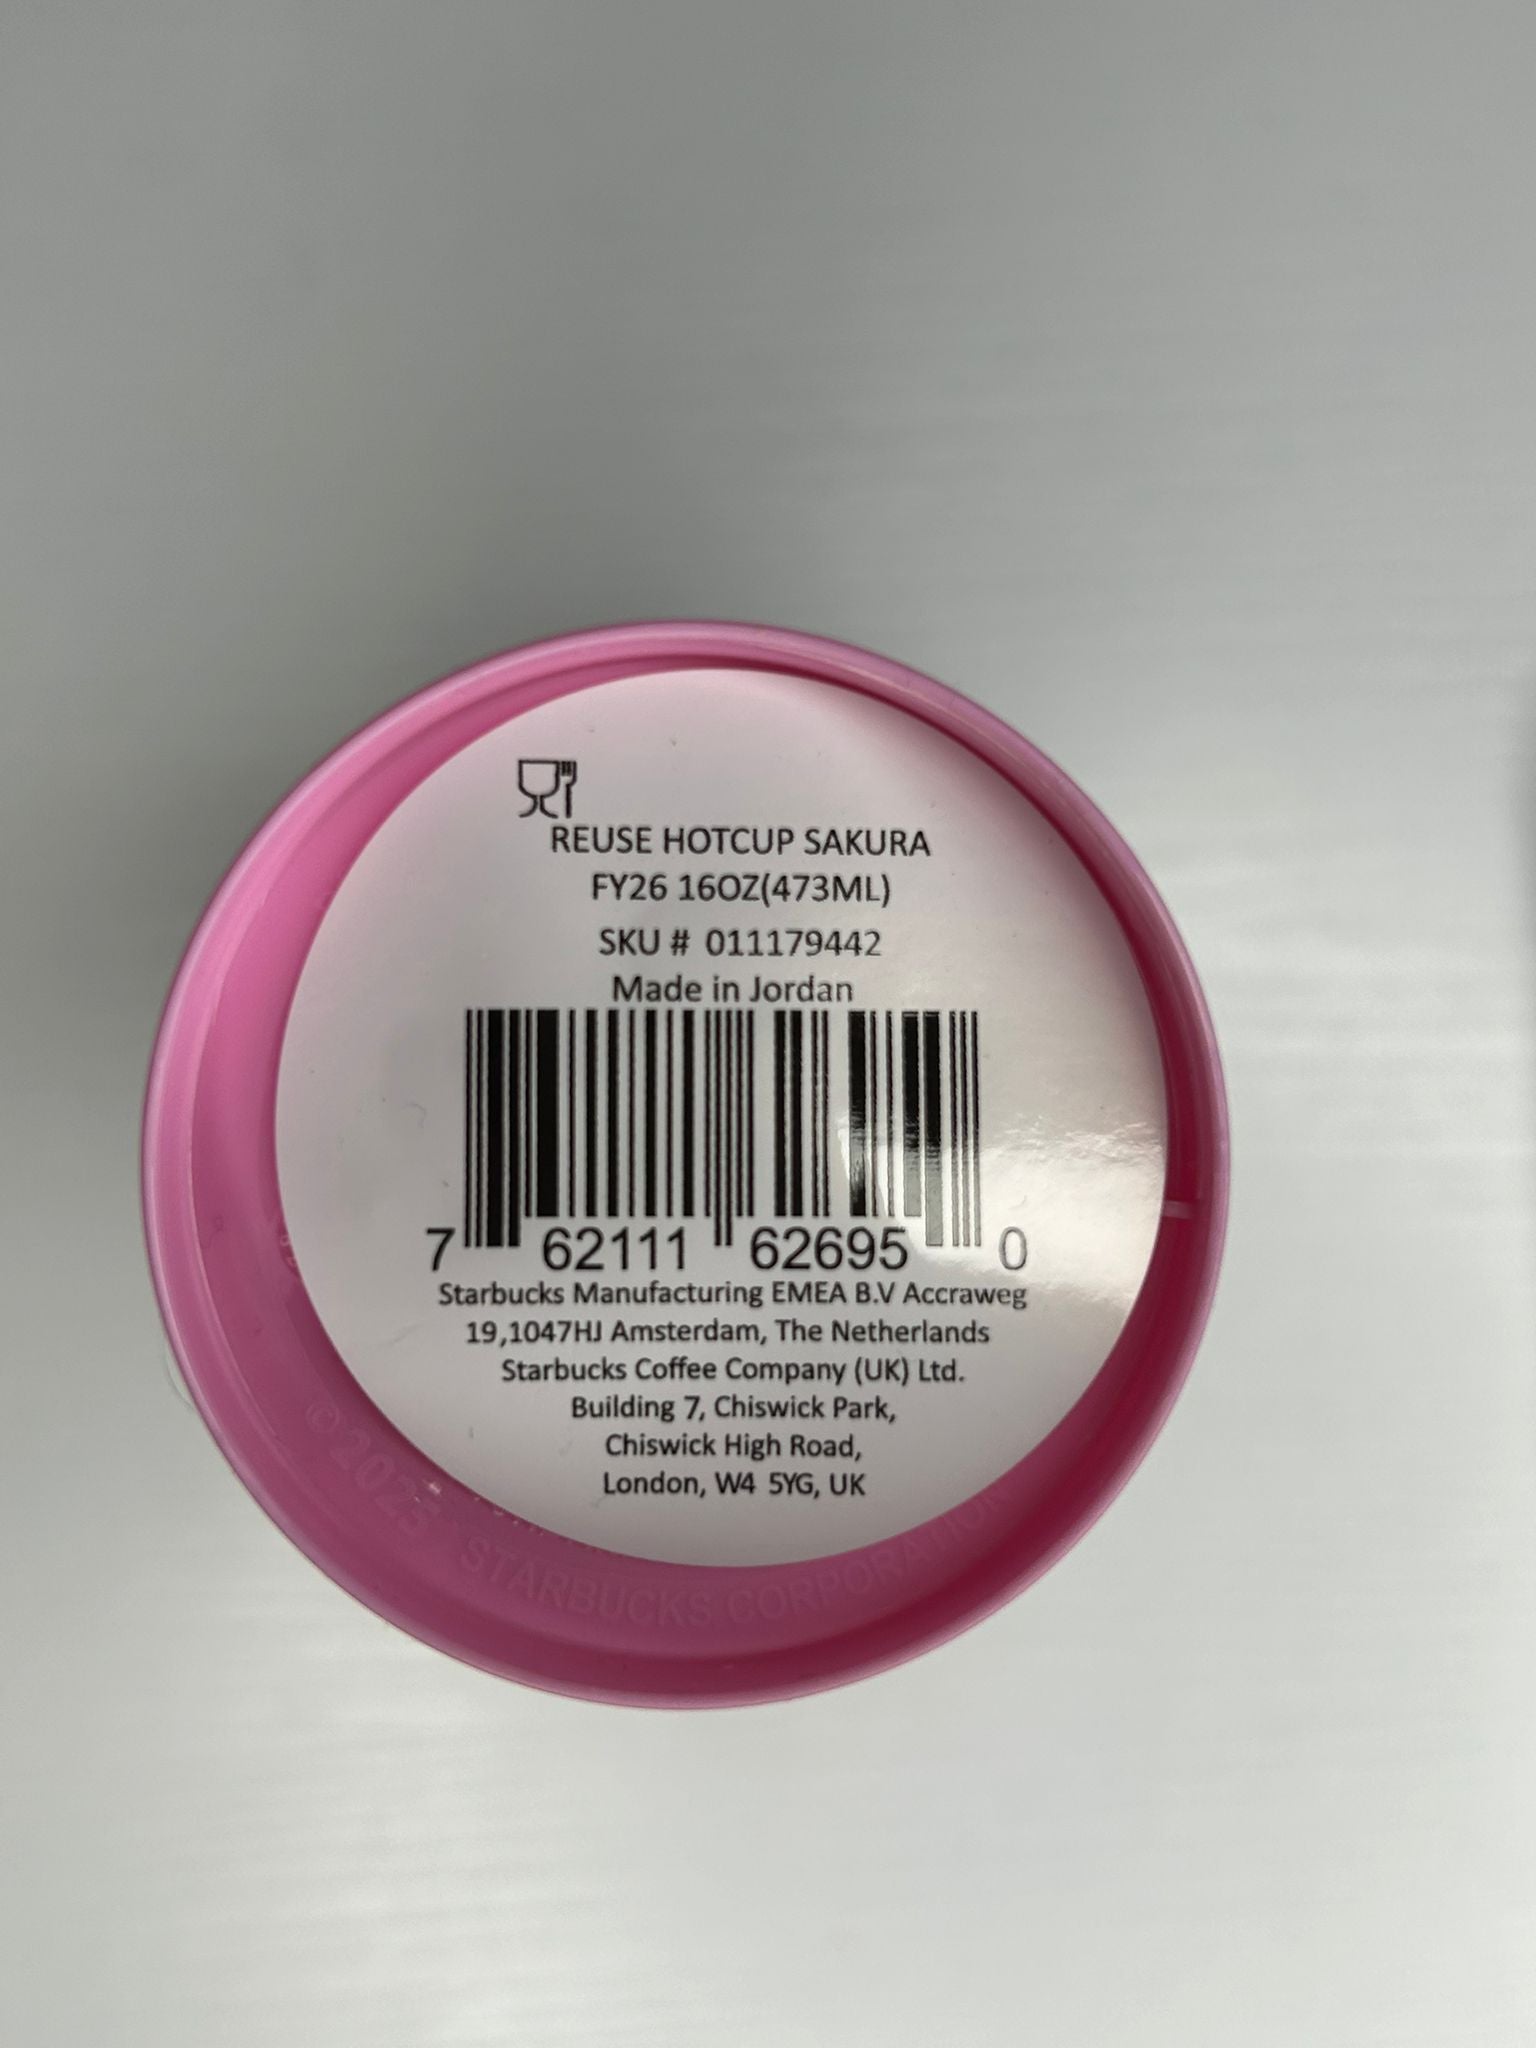 REUSE HOTCUP SAKURA
FY26 16OZ(473ML)
SKU # 011179442
Made in Jordan
7 62111 62695 0
Starbucks Manufacturing EMEA B.V Accraweg
19,1047HJ Amsterdam, The Netherlands
Starbucks Coffee Company (UK) Ltd.
Building 7, Chiswick Park,
Chiswick High Road,
London, W4 5YG, UK
©2025 STARBUCKS CORPORATION